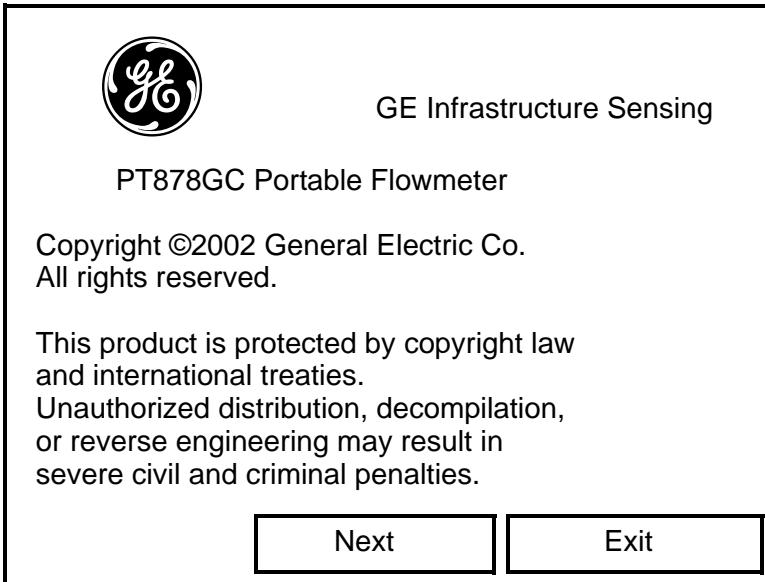 GE
GE Infrastructure Sensing
PT878GC Portable Flowmeter
Copyright ©2002 General Electric Co.
All rights reserved.
This product is protected by copyright law
and international treaties.
Unauthorized distribution, decompilation,
or reverse engineering may result in
severe civil and criminal penalties.
Next
Exit